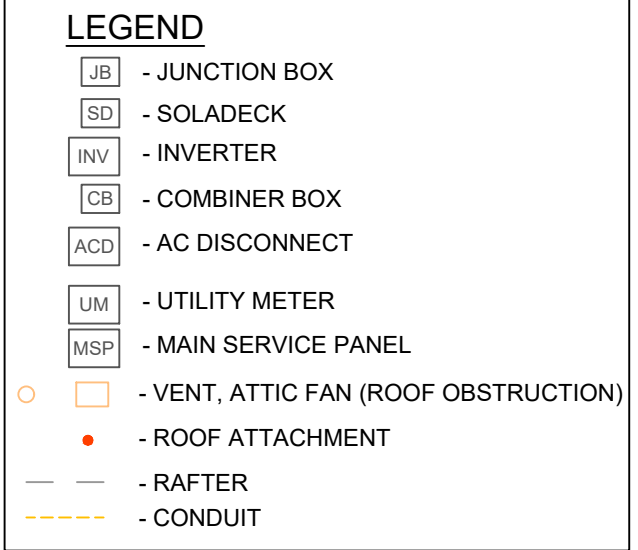 LEGEND
JB - JUNCTION BOX
SD - SOLADECK
INV - INVERTER
CB - COMBINER BOX
ACD - AC DISCONNECT
UM - UTILITY METER
MSP - MAIN SERVICE PANEL
- VENT, ATTIC FAN (ROOF OBSTRUCTION)
- ROOF ATTACHMENT
- RAFTER
- CONDUIT